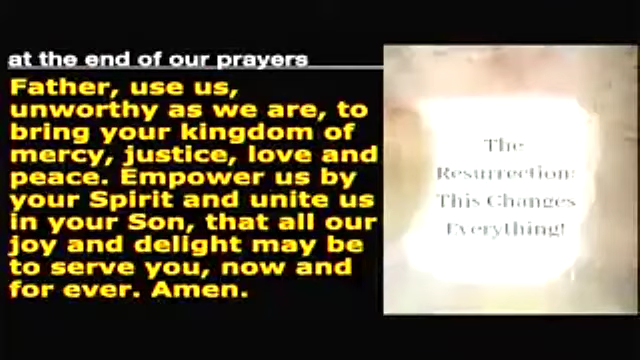 at the end of our prayers
Father, use us,
unworthy as we are, to
bring your kingdom of
mercy, justice, love and
peace. Empower us by
your Spirit and unite us
in your Son, that all our
joy and delight may be
to serve you, now and
for ever. Amen.
The
Resurrection:
This Changes
Everything!